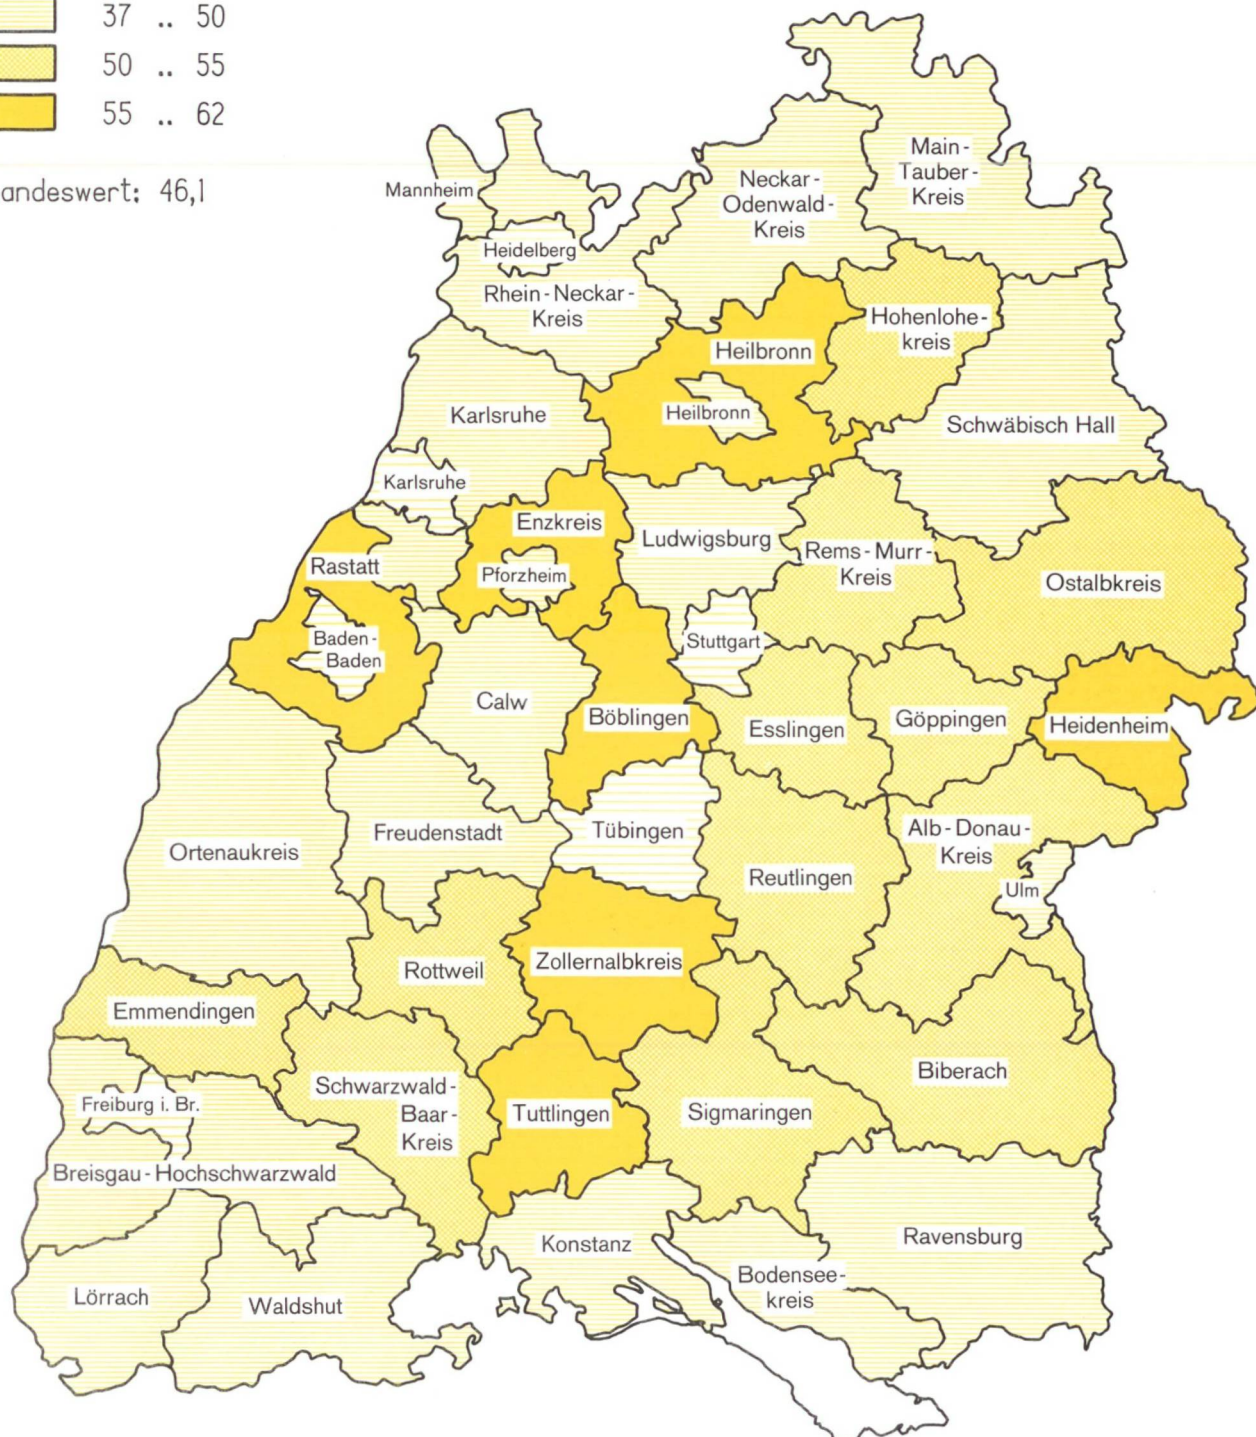 37 .. 50
50 .. 55
55 .. 62
andeswert: 46,1
Main-
Tauber-
Kreis
Mannheim
Neckar-
Odenwald-
Kreis
Heidelberg
Rhein-Neckar-
Kreis
Hohenlohe-
kreis
Heilbronn
Heilbronn
Karlsruhe
Schwäbisch Hall
Karlsruhe
Enzkreis
Ludwigsburg
Rems-Murr-
Kreis
Rastatt
Pforzheim
Ostalbkreis
Baden-
Baden
Stuttgart
Calw
Böblingen
Esslingen
Göppingen
Heidenheim
Freudenstadt
Tübingen
Alb-Donau-
Kreis
Ortenaukreis
Reutlingen
Ulm
Rottweil
Zollernalbkreis
Emmendingen
Biberach
Schwarzwald-
Baar-
Kreis
Freiburg i. Br.
Tuttlingen
Sigmaringen
Breisgau-Hochschwarzwald
Konstanz
Ravensburg
Bodensee-
kreis
Lörrach
Waldshut